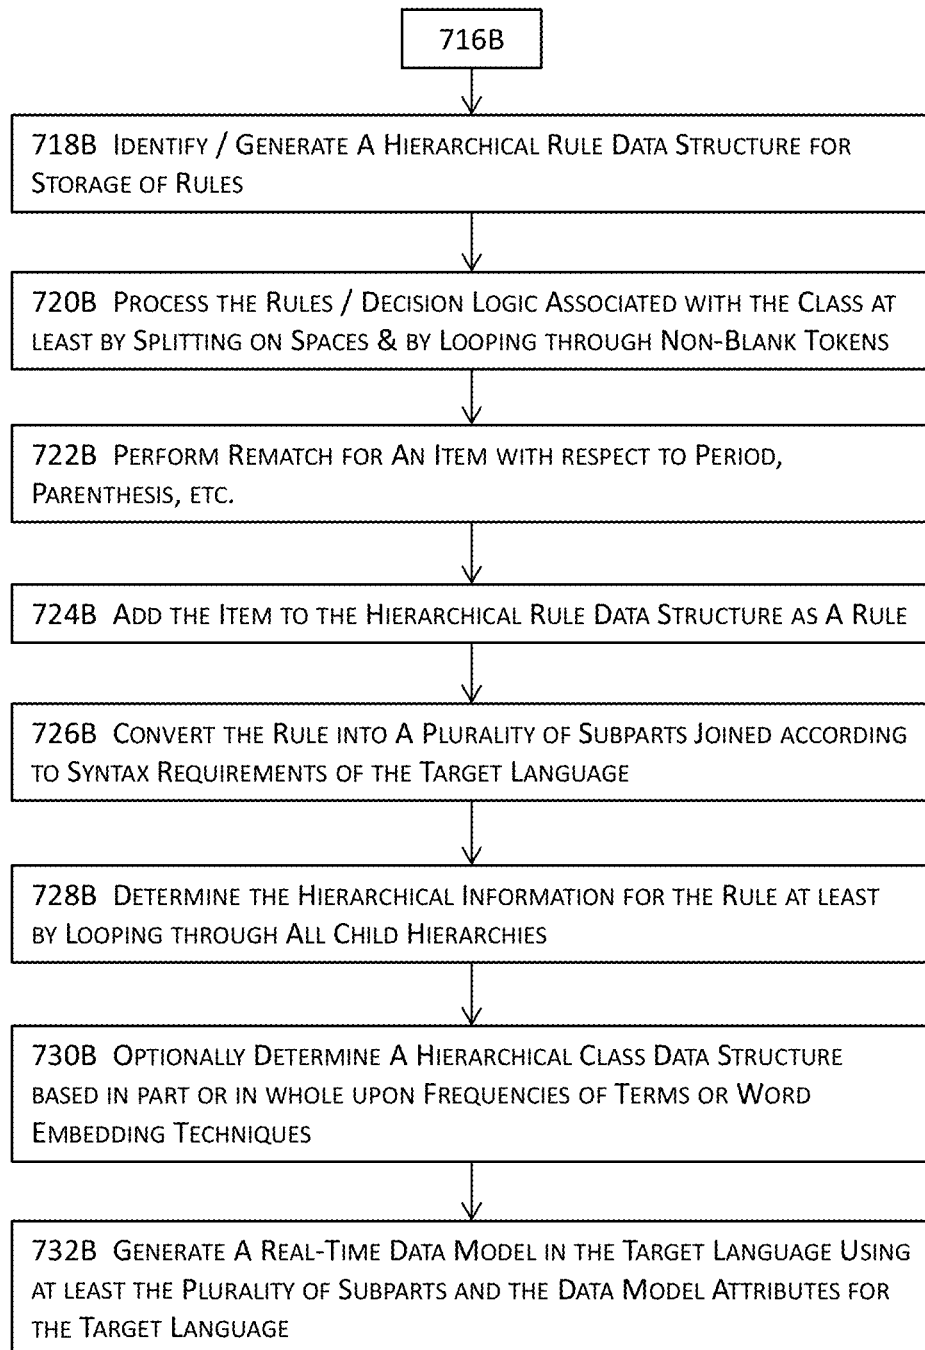 716B
718B IDENTIFY / GENERATE A HIERARCHICAL RULE DATA STRUCTURE FOR
STORAGE OF RULES
720B PROCESS THE RULES / DECISION LOGIC ASSOCIATED WITH THE CLASS AT
LEAST BY SPLITTING ON SPACES & BY LOOPING THROUGH NON-BLANK TOKENS
722B PERFORM REMATCH FOR AN ITEM WITH RESPECT TO PERIOD,
PARENTHESIS, ETC.
724B ADD THE ITEM TO THE HIERARCHICAL RULE DATA STRUCTURE AS A RULE
726B CONVERT THE RULE INTO A PLURALITY OF SUBPARTS JOINED ACCORDING
TO SYNTAX REQUIREMENTS OF THE TARGET LANGUAGE
728B DETERMINE THE HIERARCHICAL INFORMATION FOR THE RULE AT LEAST
BY LOOPING THROUGH ALL CHILD HIERARCHIES
730B OPTIONALLY DETERMINE A HIERARCHICAL CLASS DATA STRUCTURE
BASED IN PART OR IN WHOLE UPON FREQUENCIES OF TERMS OR WORD
EMBEDDING TECHNIQUES
732B GENERATE A REAL-TIME DATA MODEL IN THE TARGET LANGUAGE USING
AT LEAST THE PLURALITY OF SUBPARTS AND THE DATA MODEL ATTRIBUTES FOR
THE TARGET LANGUAGE